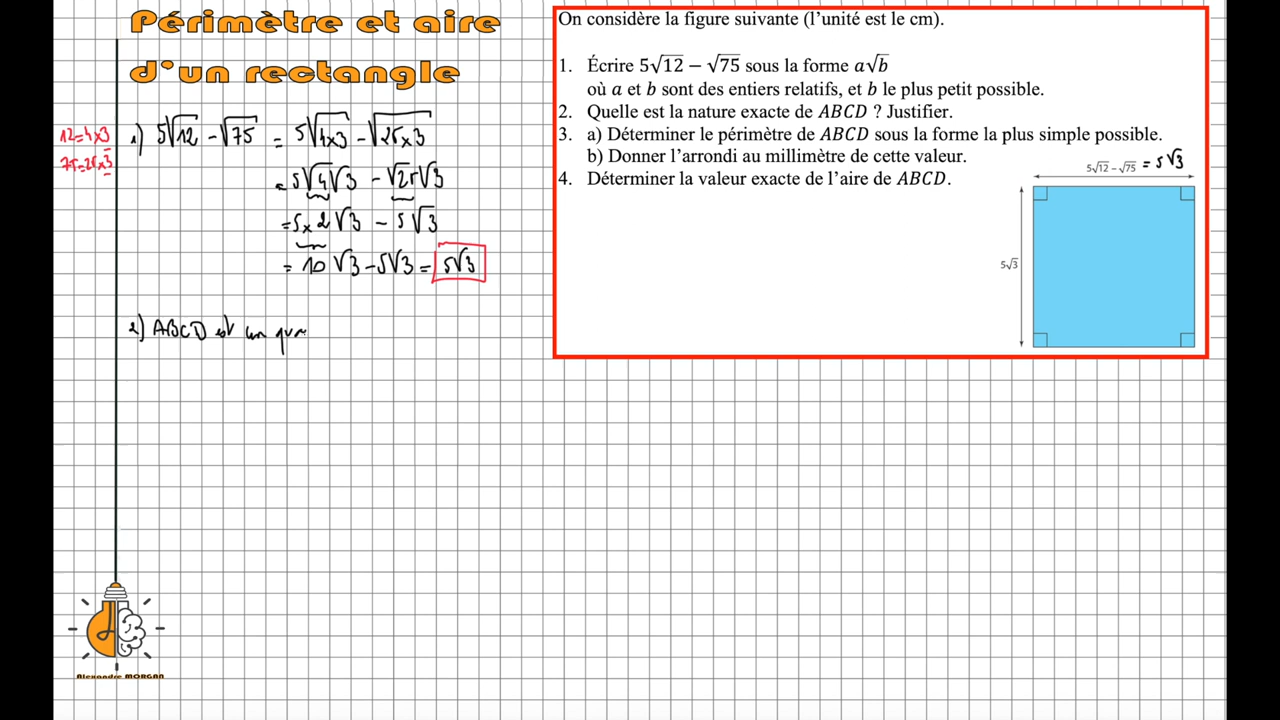 Périmètre et aire
d'un rectangle
12=4×3
75=25×3
1) 5√12 - √75 = 5√4×3 - √25×3
= 5√4√3 - √25√3
= 5×2√3 - 5√3
= 10√3 - 5√3 = 5√3
2) ABCD est un qua
On considère la figure suivante (l'unité est le cm).
1. Écrire 5√12 − √75 sous la forme a√b
où a et b sont des entiers relatifs, et b le plus petit possible.
2. Quelle est la nature exacte de ABCD ? Justifier.
3. a) Déterminer le périmètre de ABCD sous la forme la plus simple possible.
b) Donner l'arrondi au millimètre de cette valeur.
4. Déterminer la valeur exacte de l'aire de ABCD.
5√12 − √75 = 5√3
5√3
Alexandre MORGAN